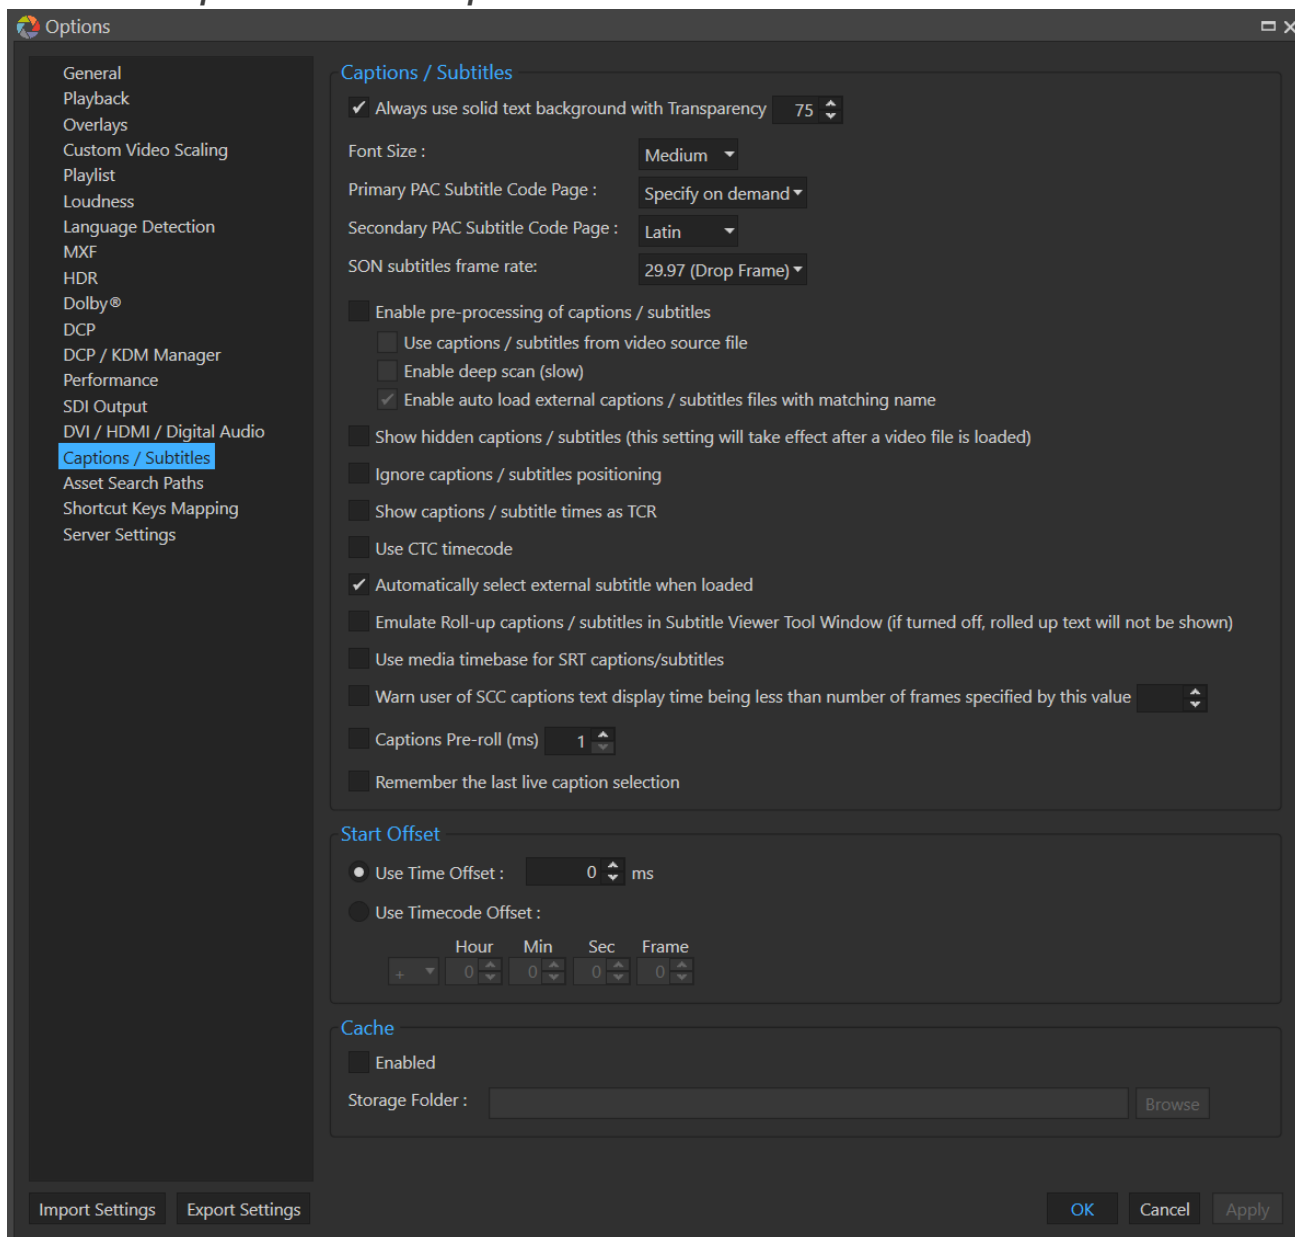 Options
General
Playback
Overlays
Custom Video Scaling
Playlist
Loudness
Language Detection
MXF
HDR
Dolby®
DCP
DCP / KDM Manager
Performance
SDI Output
DVI / HDMI / Digital Audio
Captions / Subtitles
Asset Search Paths
Shortcut Keys Mapping
Server Settings
Captions / Subtitles
Always use solid text background with Transparency 75
Font Size : Medium
Primary PAC Subtitle Code Page : Specify on demand
Secondary PAC Subtitle Code Page : Latin
SON subtitles frame rate: 29.97 (Drop Frame)
Enable pre-processing of captions / subtitles
Use captions / subtitles from video source file
Enable deep scan (slow)
Enable auto load external captions / subtitles files with matching name
Show hidden captions / subtitles (this setting will take effect after a video file is loaded)
Ignore captions / subtitles positioning
Show captions / subtitle times as TCR
Use CTC timecode
Automatically select external subtitle when loaded
Emulate Roll-up captions / subtitles in Subtitle Viewer Tool Window (if turned off, rolled up text will not be shown)
Use media timebase for SRT captions/subtitles
Warn user of SCC captions text display time being less than number of frames specified by this value
Captions Pre-roll (ms) 1
Remember the last live caption selection
Start Offset
Use Time Offset : 0 ms
Use Timecode Offset :
Hour Min Sec Frame
+ 0 0 0 0
Cache
Enabled
Storage Folder : Browse
Import Settings Export Settings OK Cancel Apply